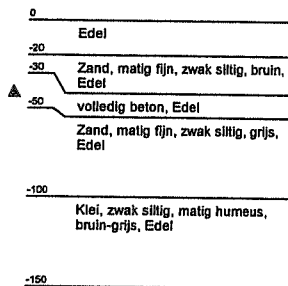 0
Edel
-20
Zand, matig fijn, zwak siltig, bruin,
-30
Edel
volledig beton, Edel
-50
Zand, matig fijn, zwak siltig, grijs,
Edel
-100
Klei, zwak siltig, matig humeus,
bruin-grijs, Edel
-150